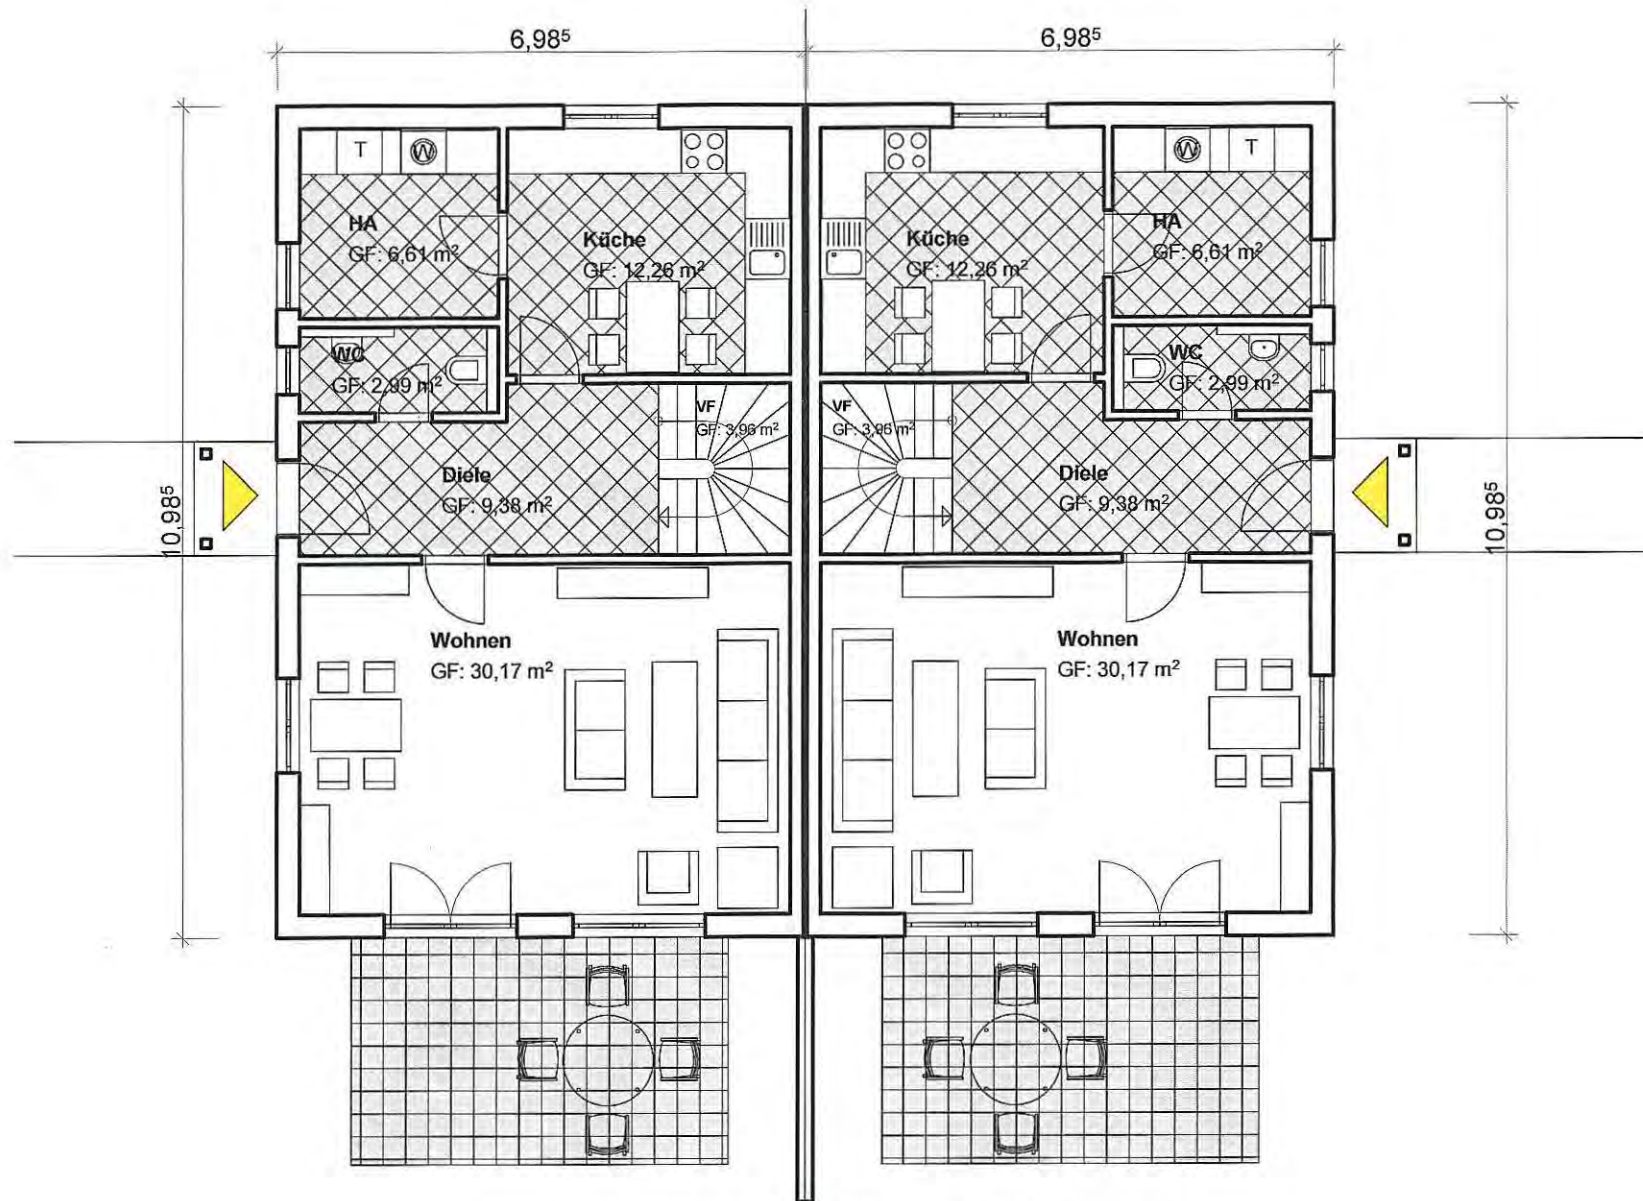 6,98⁵
6,98⁵
T
W
W
T
HA
GF: 6,61 m²
Küche
GF: 12,26 m²
Küche
GF: 12,26 m²
HA
GF: 6,61 m²
WC
GF: 2,99 m²
WC
GF: 2,99 m²
VF
GF: 3,96 m²
VF
GF: 3,96 m²
Diele
GF: 9,38 m²
Diele
GF: 9,38 m²
10,98⁵
10,98⁵
Wohnen
GF: 30,17 m²
Wohnen
GF: 30,17 m²